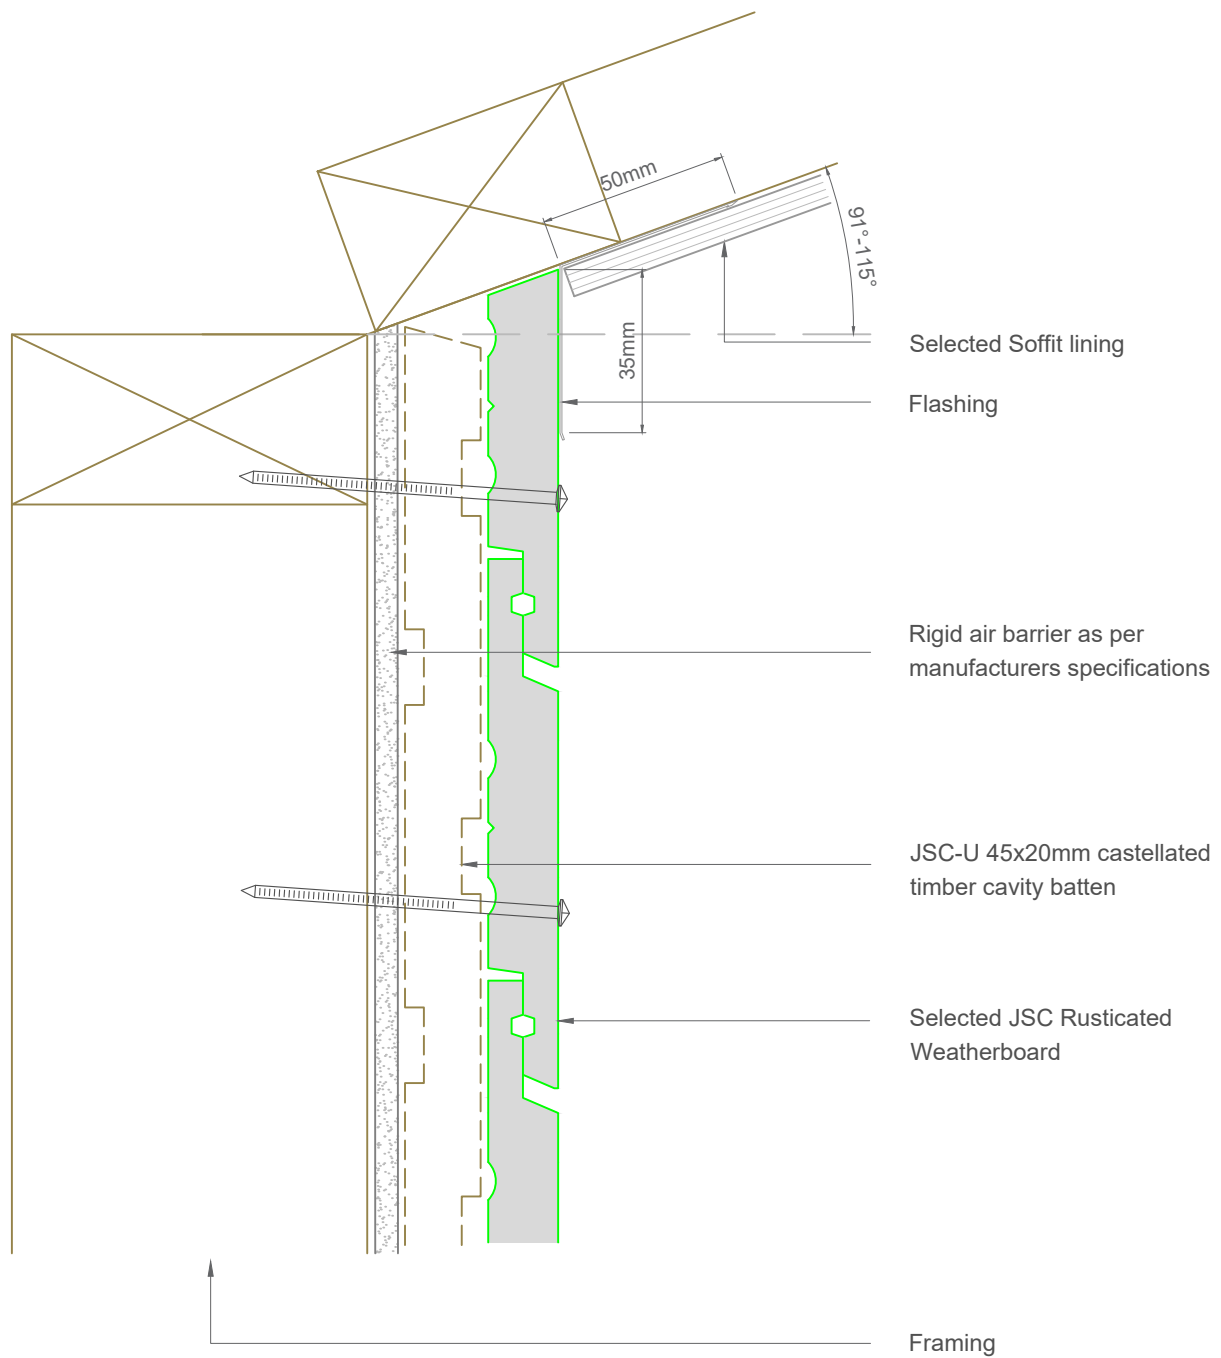 50mm
91°-115°
35mm
Selected Soffit lining
Flashing
Rigid air barrier as per
manufacturers specifications
JSC-U 45x20mm castellated
timber cavity batten
Selected JSC Rusticated
Weatherboard
Framing